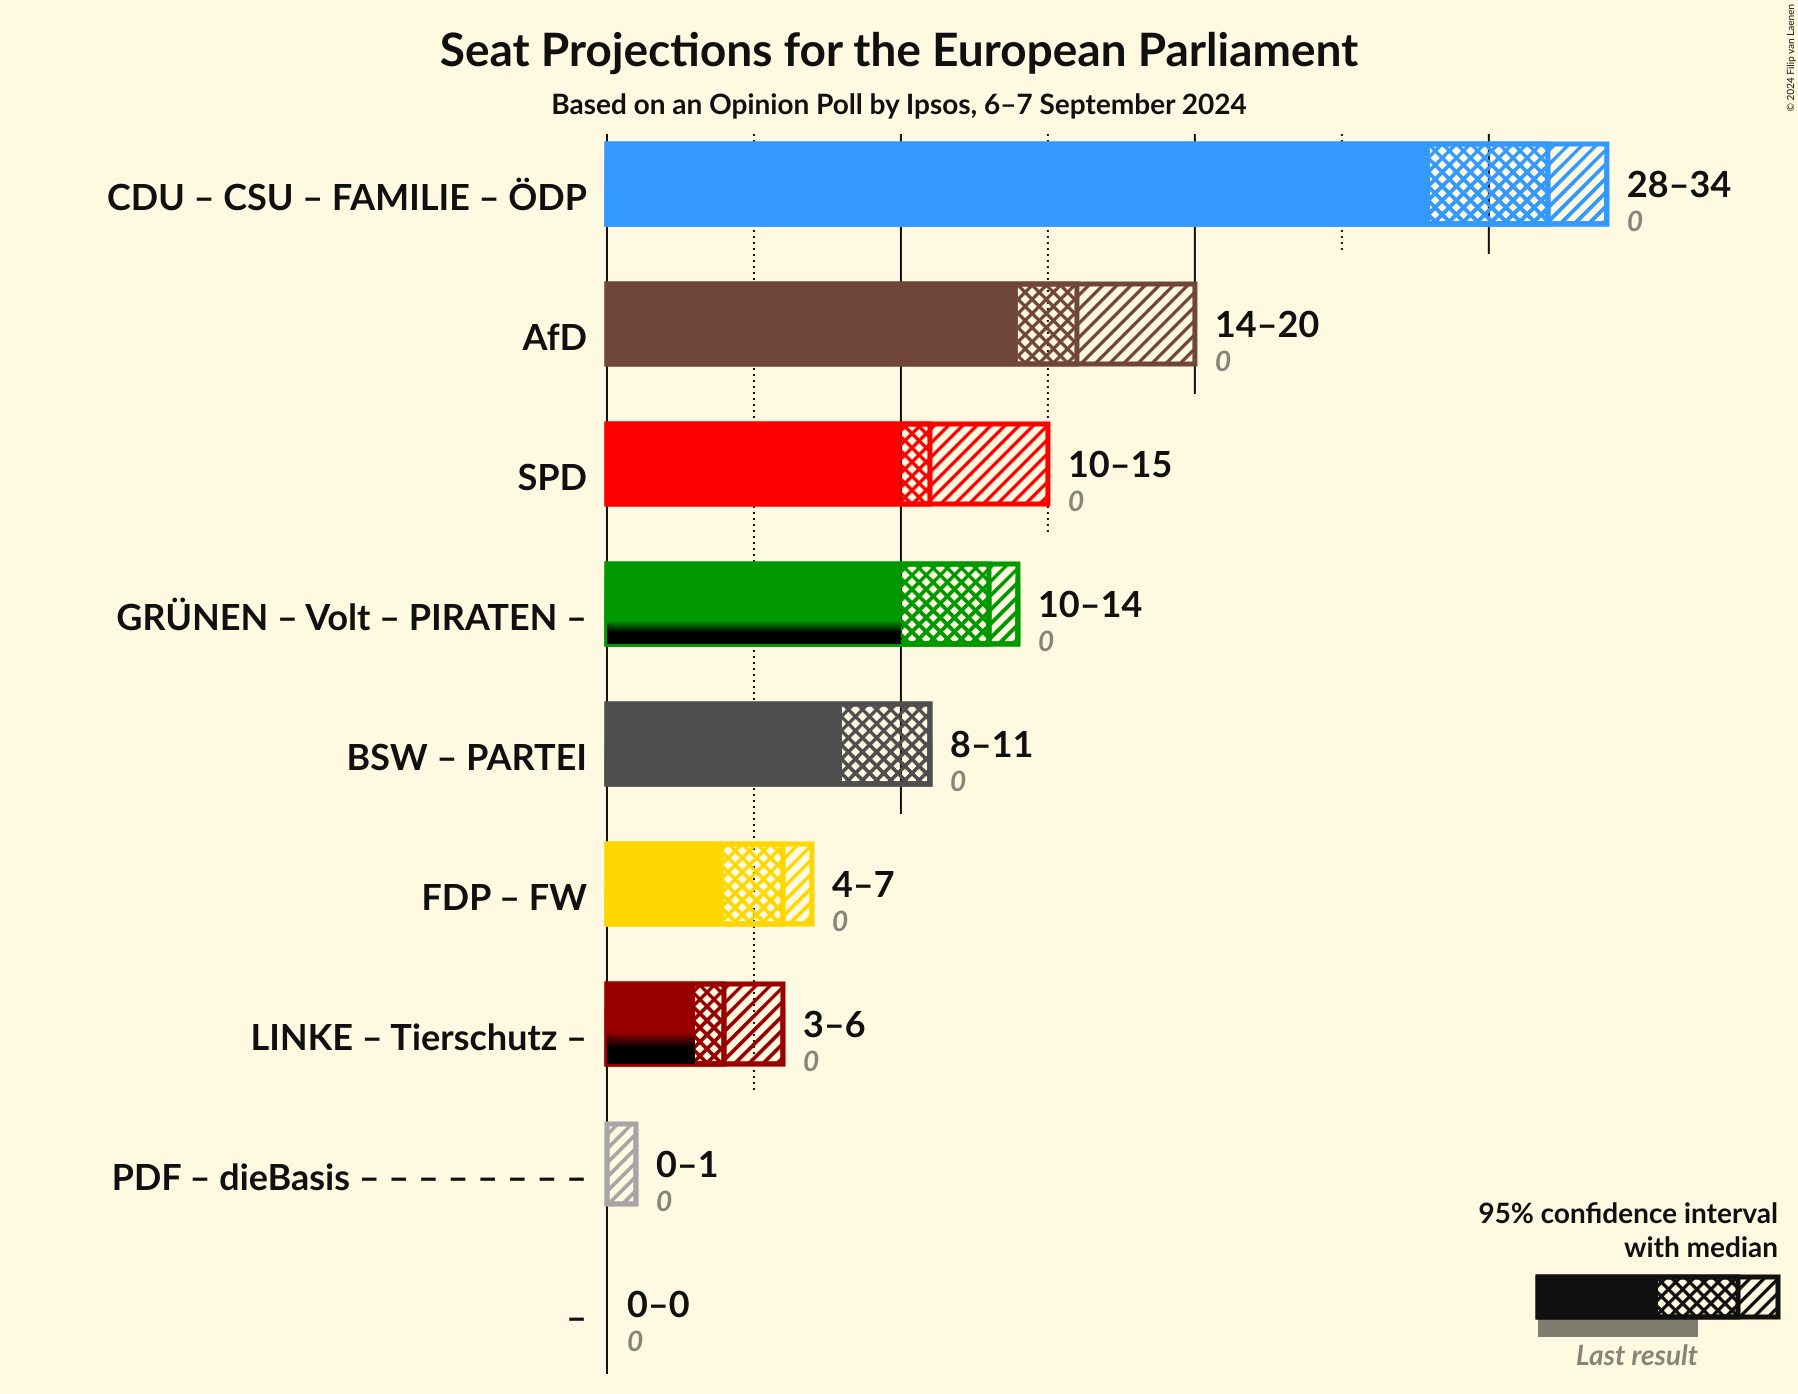 Seat Projections for the European Parliament
Based on an Opinion Poll by Ipsos, 6–7 September 2024
© 2024 Filip van Laenen
CDU – CSU – FAMILIE – ÖDP
28–34
0
AfD
14–20
0
SPD
10–15
0
GRÜNEN – Volt – PIRATEN –
10–14
0
BSW – PARTEI
8–11
0
FDP – FW
4–7
0
LINKE – Tierschutz –
3–6
0
PDF – dieBasis – – – – – – – –
0–1
0
–
0–0
0
95% confidence interval
with median
Last result